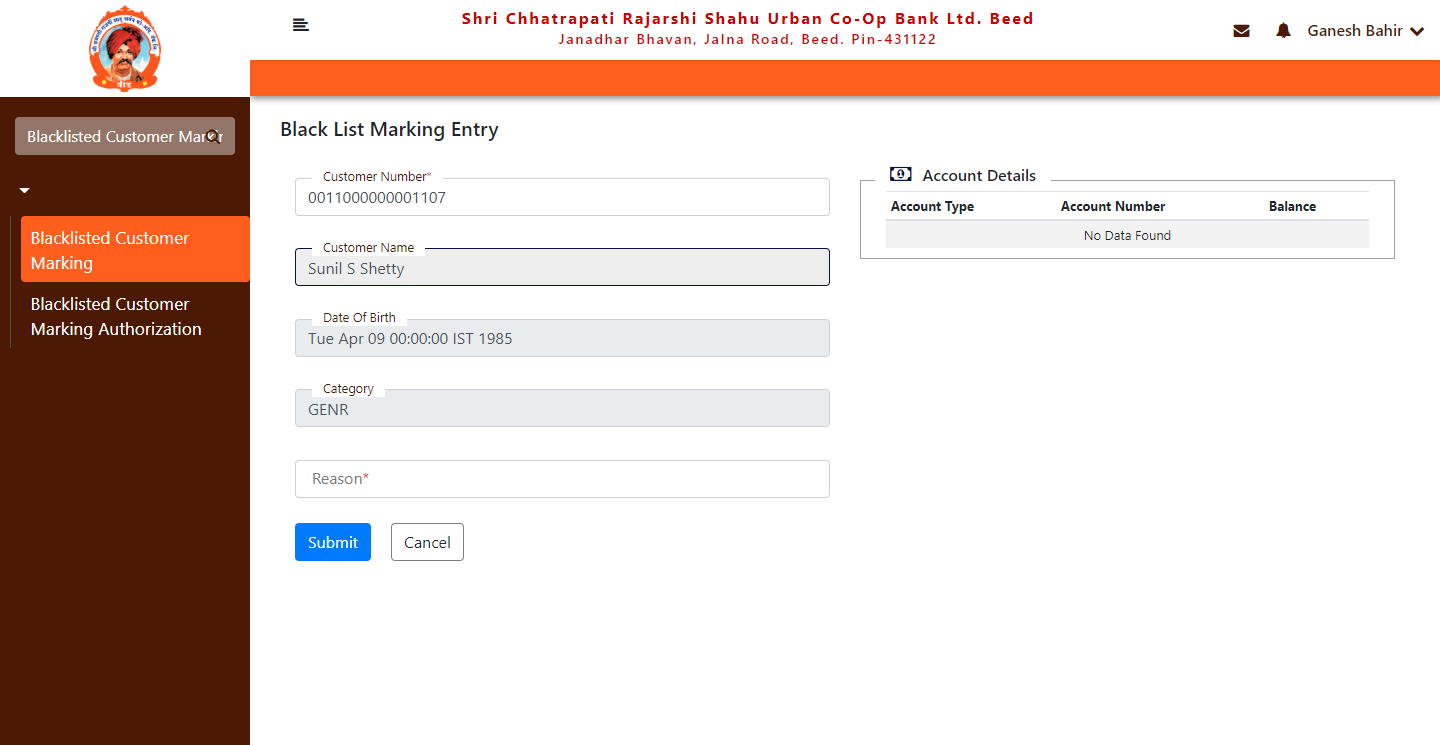 Shri Chhatrapati Rajarshi Shahu Urban Co-Op Bank Ltd. Beed
Janadhar Bhavan, Jalna Road, Beed. Pin-431122
Ganesh Bahir
बीड
Blacklisted Customer Mar
Blacklisted Customer
Marking
Blacklisted Customer
Marking Authorization
Black List Marking Entry
Customer Number*
0011000000001107
Customer Name
Sunil S Shetty
Date Of Birth
Tue Apr 09 00:00:00 IST 1985
Category
GENR
Reason*
Submit
Cancel
Account Details
Account Type Account Number Balance
No Data Found